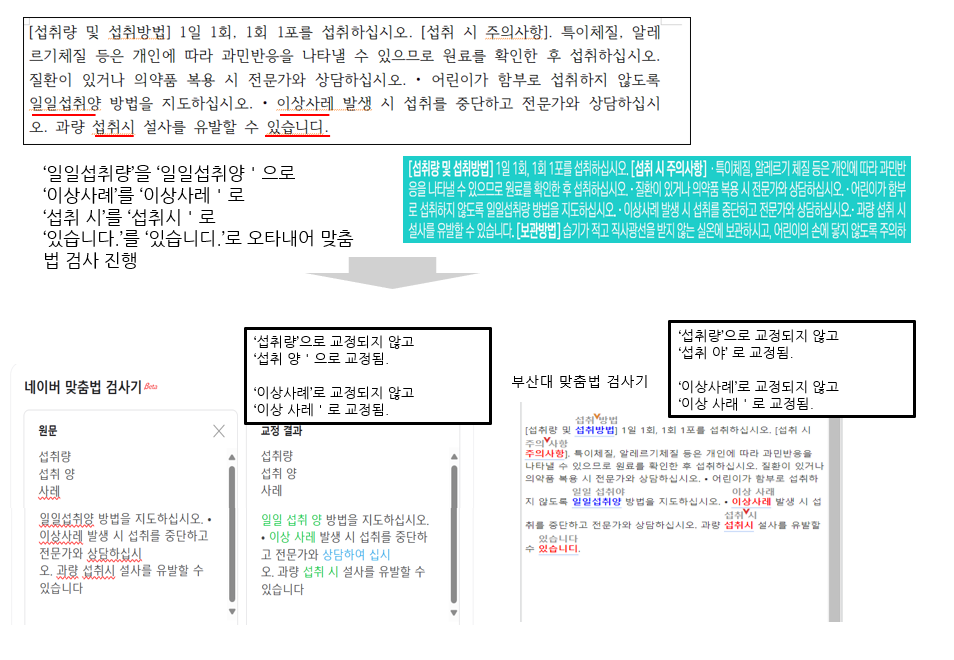 [섭취량 및 섭취방법] 1일 1회, 1회 1포를 섭취하십시오. [섭취 시 주의사항]. 특이체질, 알레
르기체질 등은 개인에 따라 과민반응을 나타낼 수 있으므로 원료를 확인한 후 섭취하십시오.
질환이 있거나 의약품 복용 시 전문가와 상담하십시오. • 어린이가 함부로 섭취하지 않도록
일일섭취양 방법을 지도하십시오. • 이상사레 발생 시 섭취를 중단하고 전문가와 상담하십시
오. 과량 섭취시 설사를 유발할 수 있습니디.
'일일섭취량'을 '일일섭취양 ' 으로
'이상사례'를 '이상사레 ' 로
'섭취 시'를 '섭취시 ' 로
'있습니다.'를 '있습니디.'로 오타내어 맞춤
법 검사 진행
[섭취량 및 섭취방법] 1일 1회, 1회 1포를 섭취하십시오. [섭취 시 주의사항] · 특이체질, 알레르기 체질 등은 개인에 따라 과민반
응을 나타낼 수 있으므로 원료를 확인한 후 섭취하십시오. · 질환이 있거나 의약품 복용 시 전문가와 상담하십시오. · 어린이가 함부
로 섭취하지 않도록 일일섭취량 방법을 지도하십시오. · 이상사례 발생 시 섭취를 중단하고 전문가와 상담하십시오. · 과량 섭취 시
설사를 유발할 수 있습니다. [보관방법] 습기가 적고 직사광선을 받지 않는 실온에 보관하시고, 어린이의 손에 닿지 않도록 주의하
'섭취량'으로 교정되지 않고
'섭취 양 ' 으로 교정됨.
'이상사례'로 교정되지 않고
'이상 사레 ' 로 교정됨.
'섭취량'으로 교정되지 않고
'섭취 야' 로 교정됨.
'이상사례'로 교정되지 않고
'이상 사래 ' 로 교정됨.
네이버 맞춤법 검사기 Beta
원문
섭취량
섭취 양
사레
일일섭취양 방법을 지도하십시오. •
이상사레 발생 시 섭취를 중단하고
전문가와 상담하십시
오. 과량 섭취시 설사를 유발할 수
있습니다
교정 결과
섭취량
섭취 양
사레
일일 섭취 양 방법을 지도하십시오.
• 이상 사레 발생 시 섭취를 중단하
고 전문가와 상담하여 십시
오. 과량 섭취 시 설사를 유발할 수
있습니다
부산대 맞춤법 검사기
섭취 방법
[섭취량 및 섭취방법] 1일 1회, 1회 1포를 섭취하십시오. [섭취 시
주의 사항
주의사항]. 특이체질, 알레르기체질 등은 개인에 따라 과민반응을
나타낼 수 있으므로 원료를 확인한 후 섭취하십시오. 질환이 있거나
의약품 복용 시 전문가와 상담하십시오. • 어린이가 함부로 섭취하
일일 섭취야 이상 사래
지 않도록 일일섭취양 방법을 지도하십시오. • 이상사레 발생 시 섭
섭취 시
취를 중단하고 전문가와 상담하십시오. 과량 섭취시 설사를 유발할
있습니다
수 있습니디.